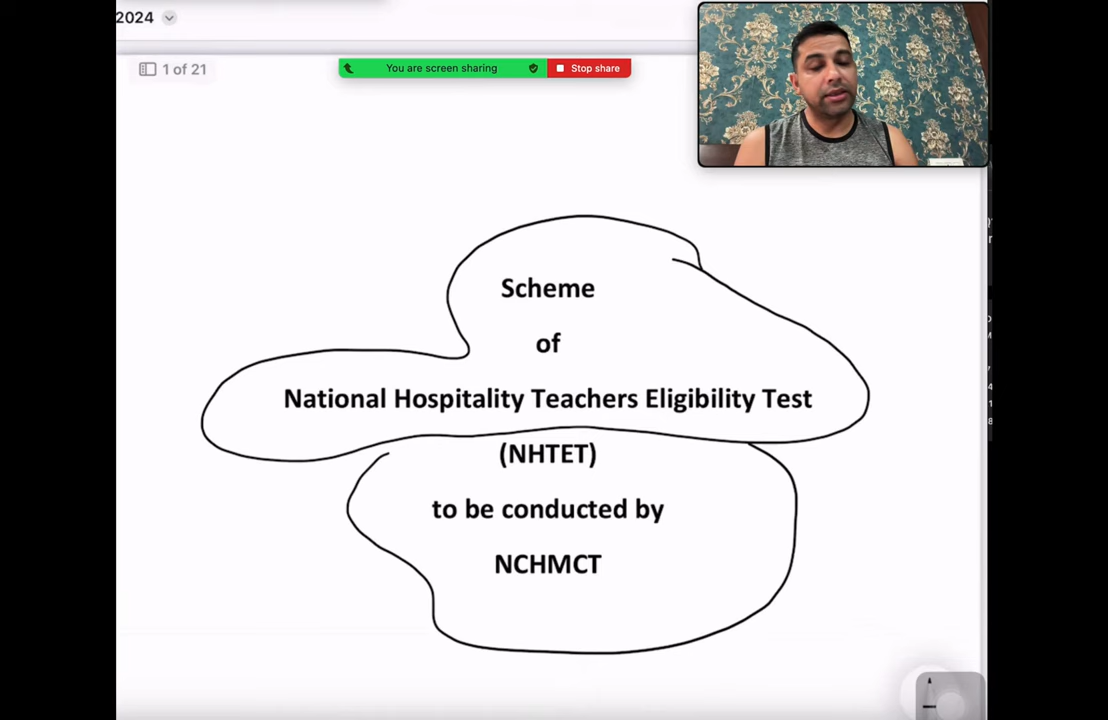 2024
1 of 21
You are screen sharing
Stop share
Scheme
of
National Hospitality Teachers Eligibility Test
(NHTET)
to be conducted by
NCHMCT